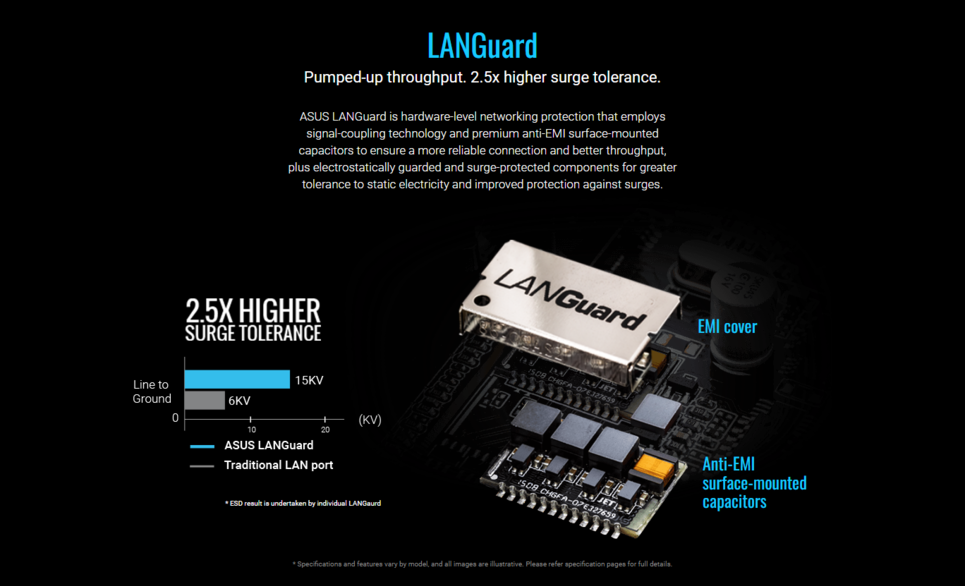 LANGuard
Pumped-up throughput. 2.5x higher surge tolerance.
ASUS LANGuard is hardware-level networking protection that employs
signal-coupling technology and premium anti-EMI surface-mounted
capacitors to ensure a more reliable connection and better throughput,
plus electrostatically guarded and surge-protected components for greater
tolerance to static electricity and improved protection against surges.
LANGuard
EMI cover
2.5X HIGHER
SURGE TOLERANCE
15KV
Line to
Ground
6KV
0
10
20
(KV)
ASUS LANGuard
Traditional LAN port
* ESD result is undertaken by individual LANGaurd
Anti-EMI
surface-mounted
capacitors
* Specifications and features vary by model, and all images are illustrative. Please refer specification pages for full details.